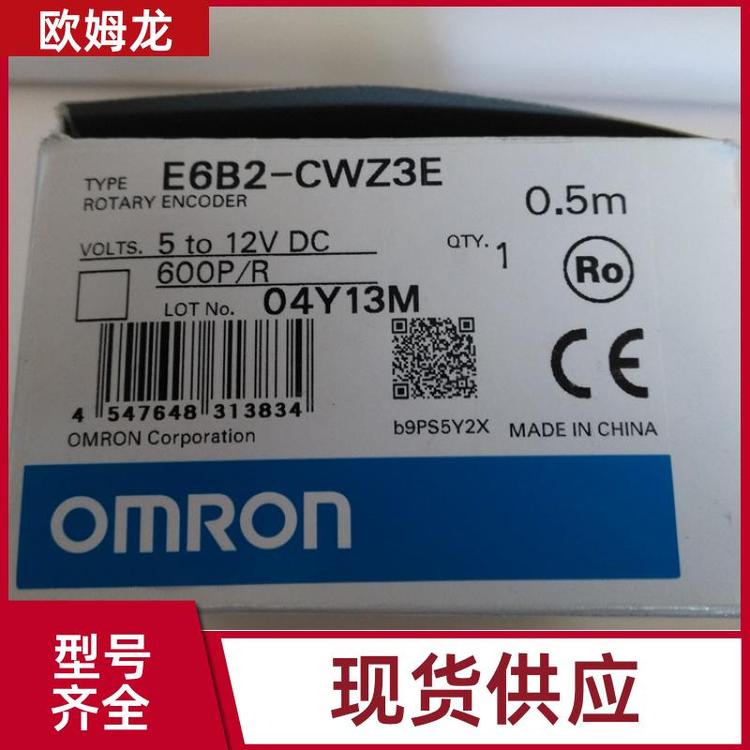 欧姆龙
TYPE E6B2-CWZ3E
ROTARY ENCODER
0.5m
VOLTS. 5 to 12V DC
QTY. 1
600P/R
Ro
LOT No. 04Y13M
CE
4 547648 313834
b9PS5Y2X
MADE IN CHINA
OMRON Corporation
OMRON
型号
齐全
现货供应